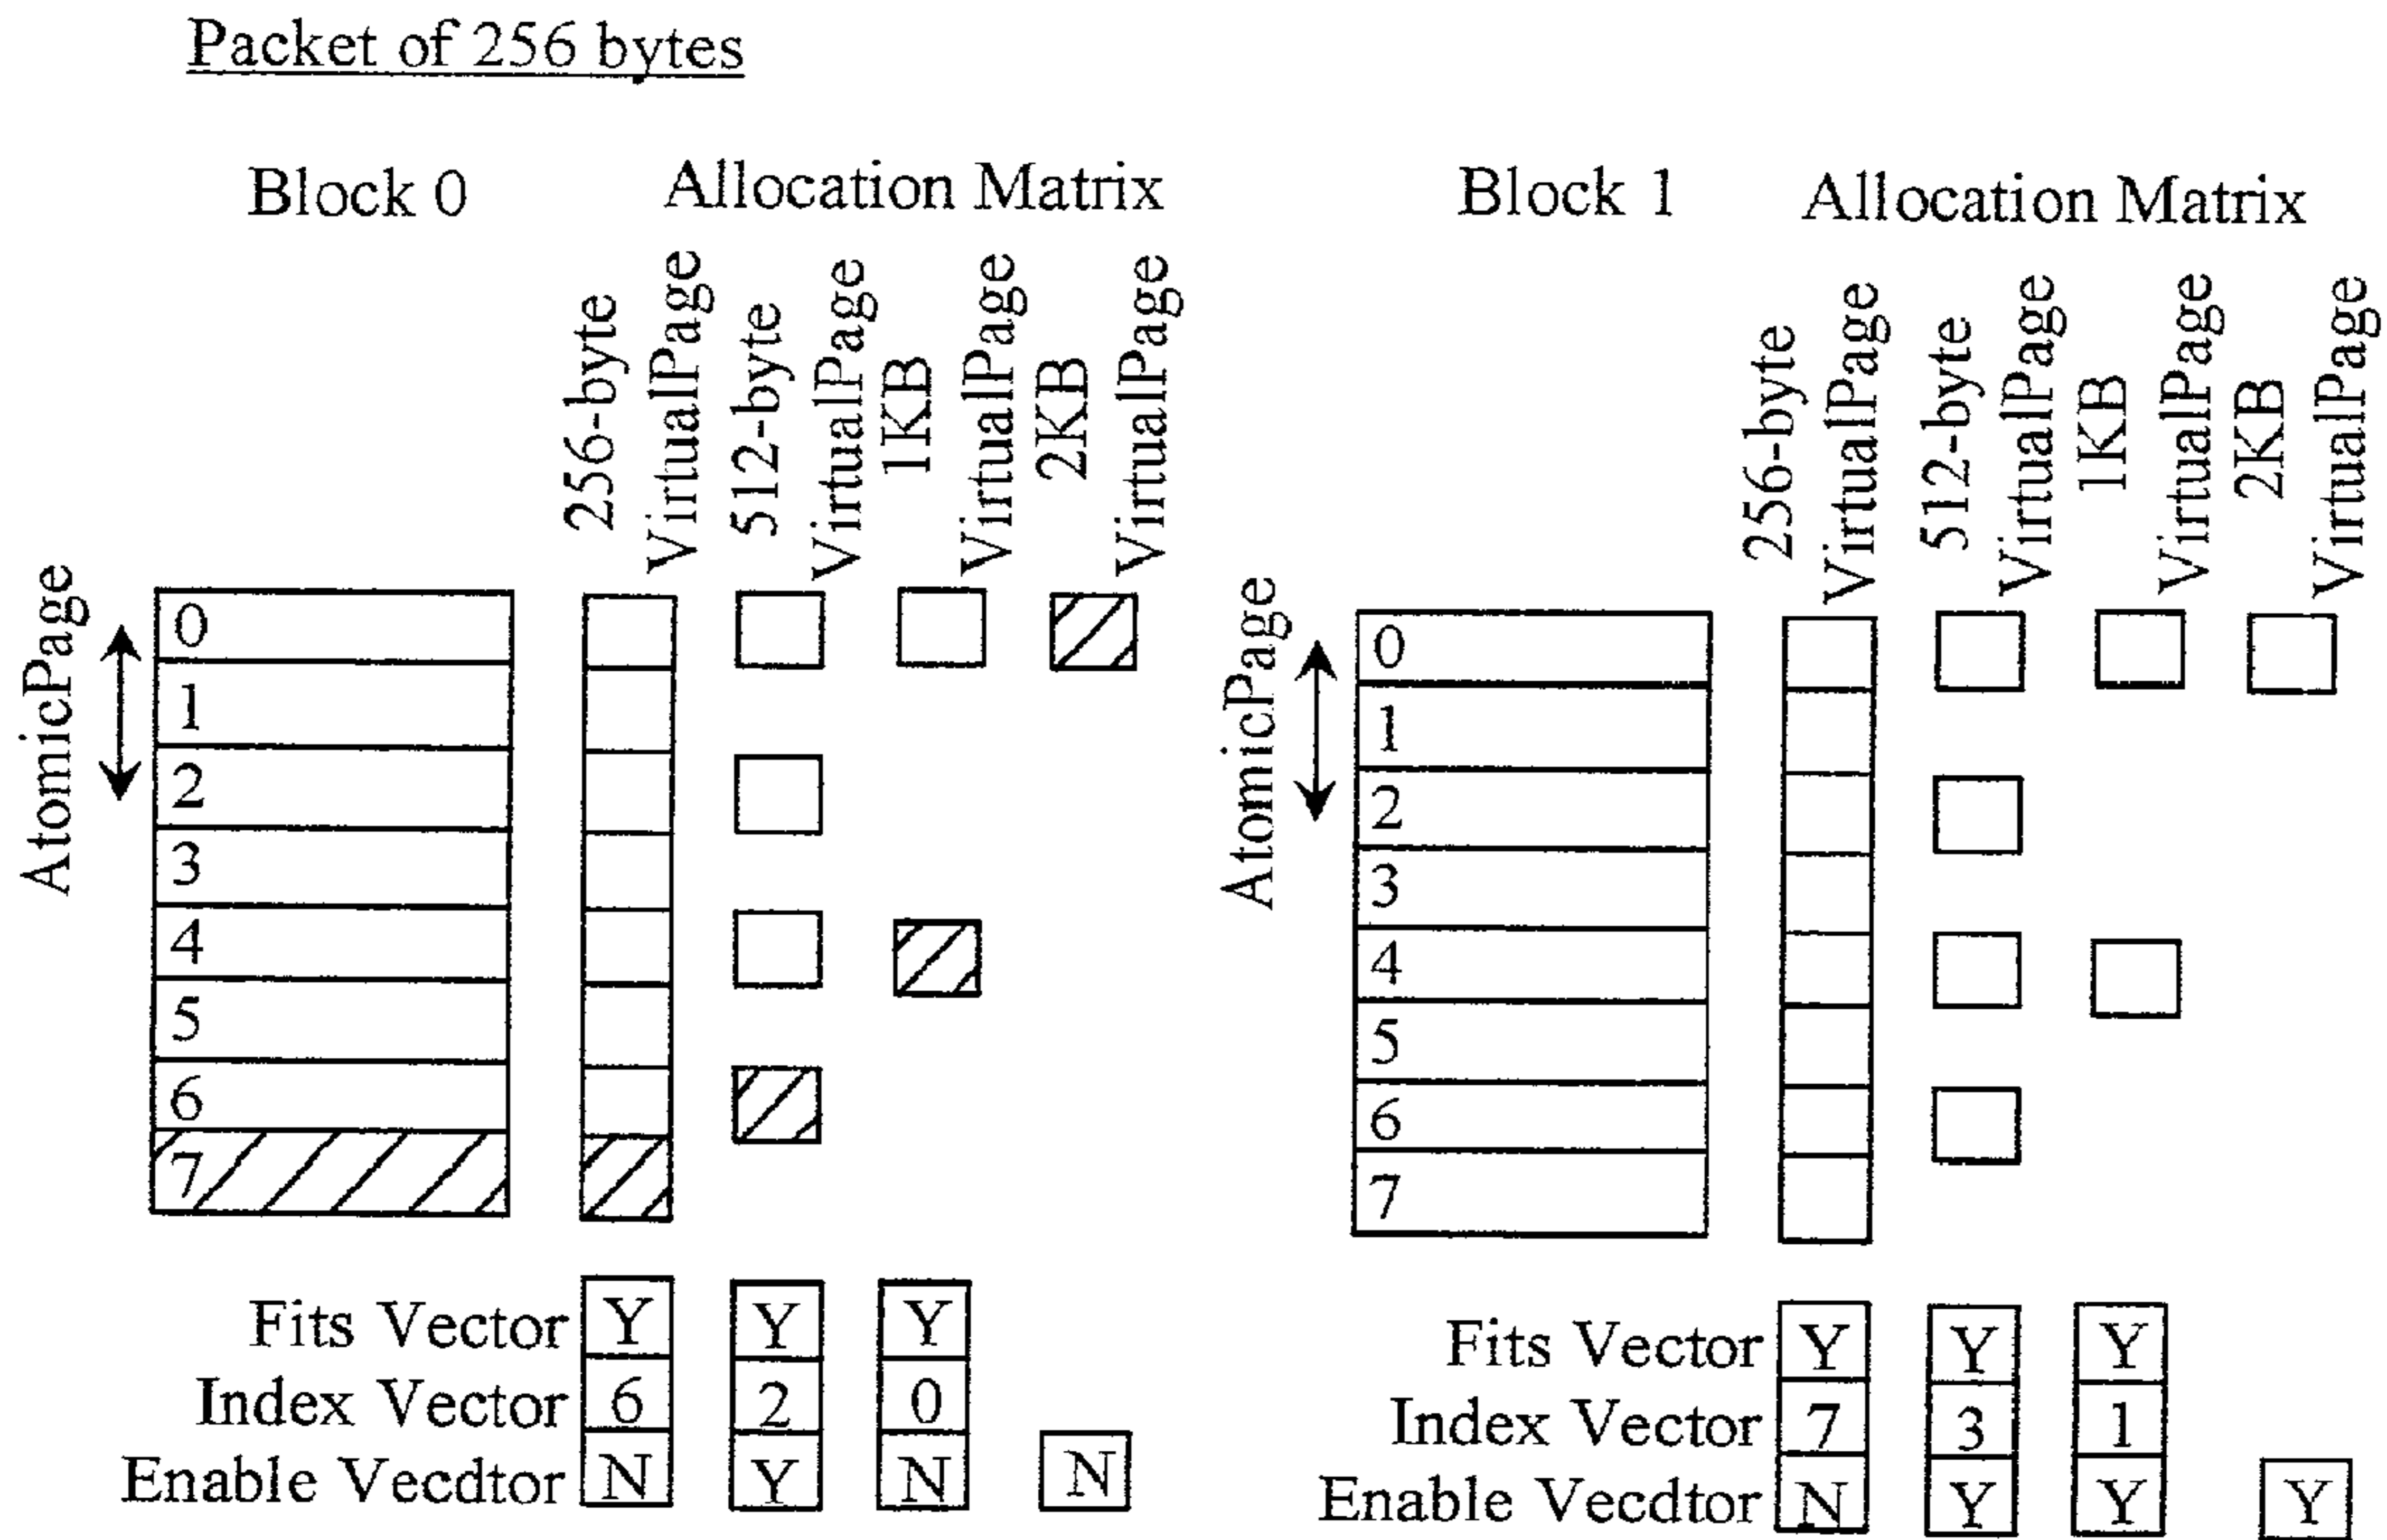 Packet of 256 bytes
Block 0
Allocation Matrix
256-byte
VirtualPage
512-byte
VirtualPage
1KB
VirtualPage
2KB
VirtualPage
AtomicPage
0
1
2
3
4
5
6
7
Fits Vector Y Y Y
Index Vector 6 2 0
Enable Vecdtor N Y N N
Block 1
Allocation Matrix
256-byte
VirtualPage
512-byte
VirtualPage
1KB
VirtualPage
2KB
VirtualPage
AtomicPage
0
1
2
3
4
5
6
7
Fits Vector Y Y Y
Index Vector 7 3 1
Enable Vecdtor N Y Y Y